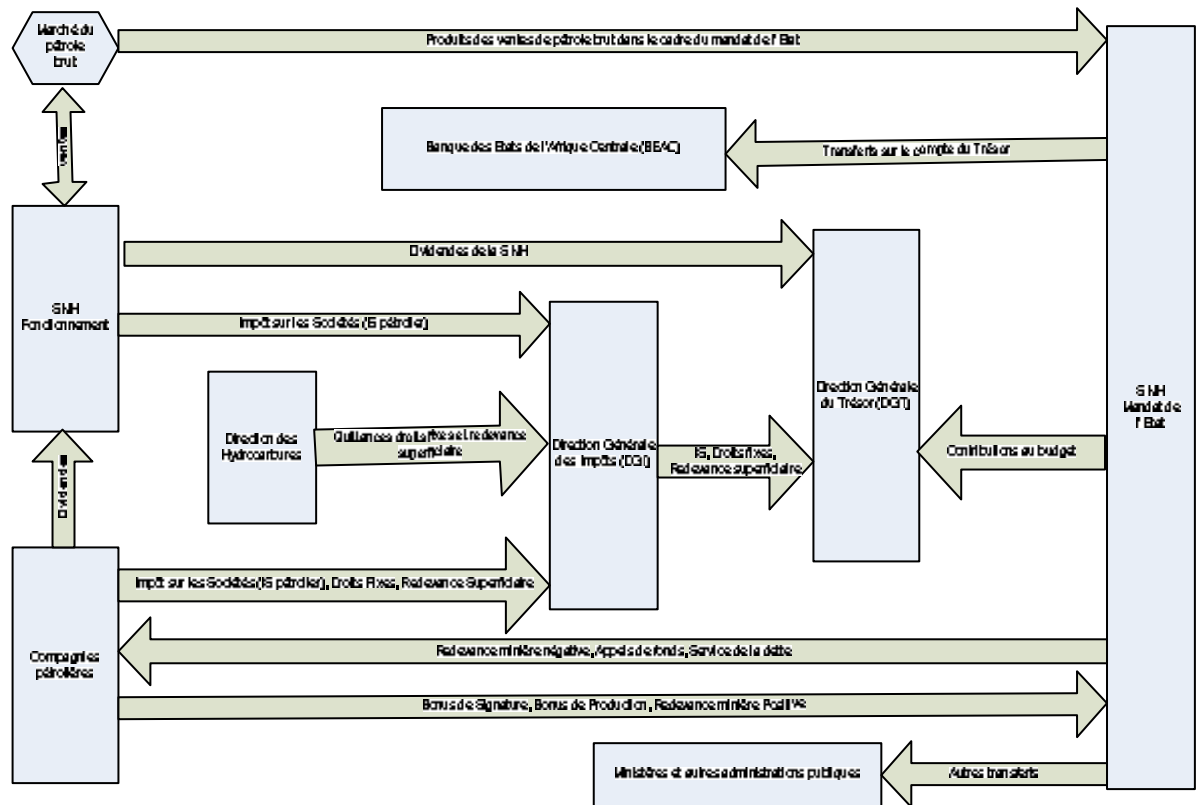 Marché du
pétrole
brut
Produits des ventes de pétrole brut dans le cadre du mandat de l'Etat
ventes
Banque des Etats de l'Afrique Centrale (BEAC)
Transferts sur le compte du Trésor
Dividendes de la SNH
SNH
Fonctionnement
Impôt sur les Sociétés (IS pétrolier)
Direction Générale
du Trésor (DGT)
SNH
Mandat de
l'Etat
Direction des
Hydrocarbures
Quittances droits fixes et redevance
superficiaire
Direction Générale
des Impôts (DGI)
IS, Droits fixes,
Redevance superficiaire
Contributions au budget
Dividendes
Impôt sur les Sociétés (IS pétrolier), Droits Fixes, Redevance Superficiaire
Compagnies
pétrolières
Redevance minière négative, Appels de fonds, Service de la dette
Bonus de Signature, Bonus de Production, Redevance minière Positive
Ministères et autres administrations publiques
Autres transferts